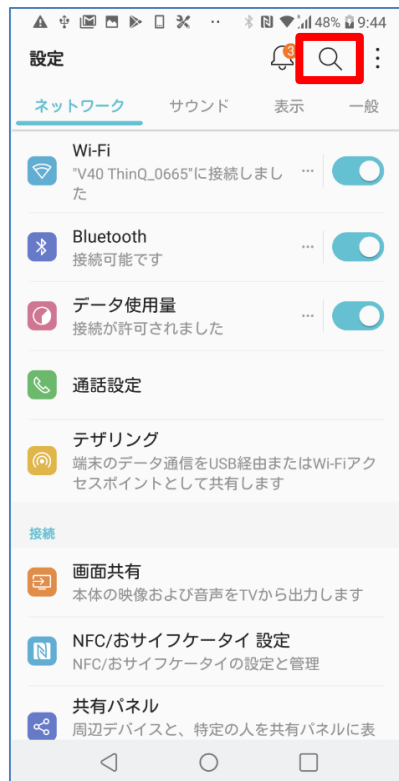 48% 9:44
設定
3
ネットワーク サウンド 表示 一般
Wi-Fi
"V40 ThinQ_0665"に接続しまし
た
Bluetooth
接続可能です
データ使用量
接続が許可されました
通話設定
テザリング
端末のデータ通信をUSB経由またはWi-Fiアク
セスポイントとして共有します
接続
画面共有
本体の映像および音声をTVから出力します
NFC/おサイフケータイ 設定
NFC/おサイフケータイの設定と管理
共有パネル
周辺デバイスと、特定の人を共有パネルに表